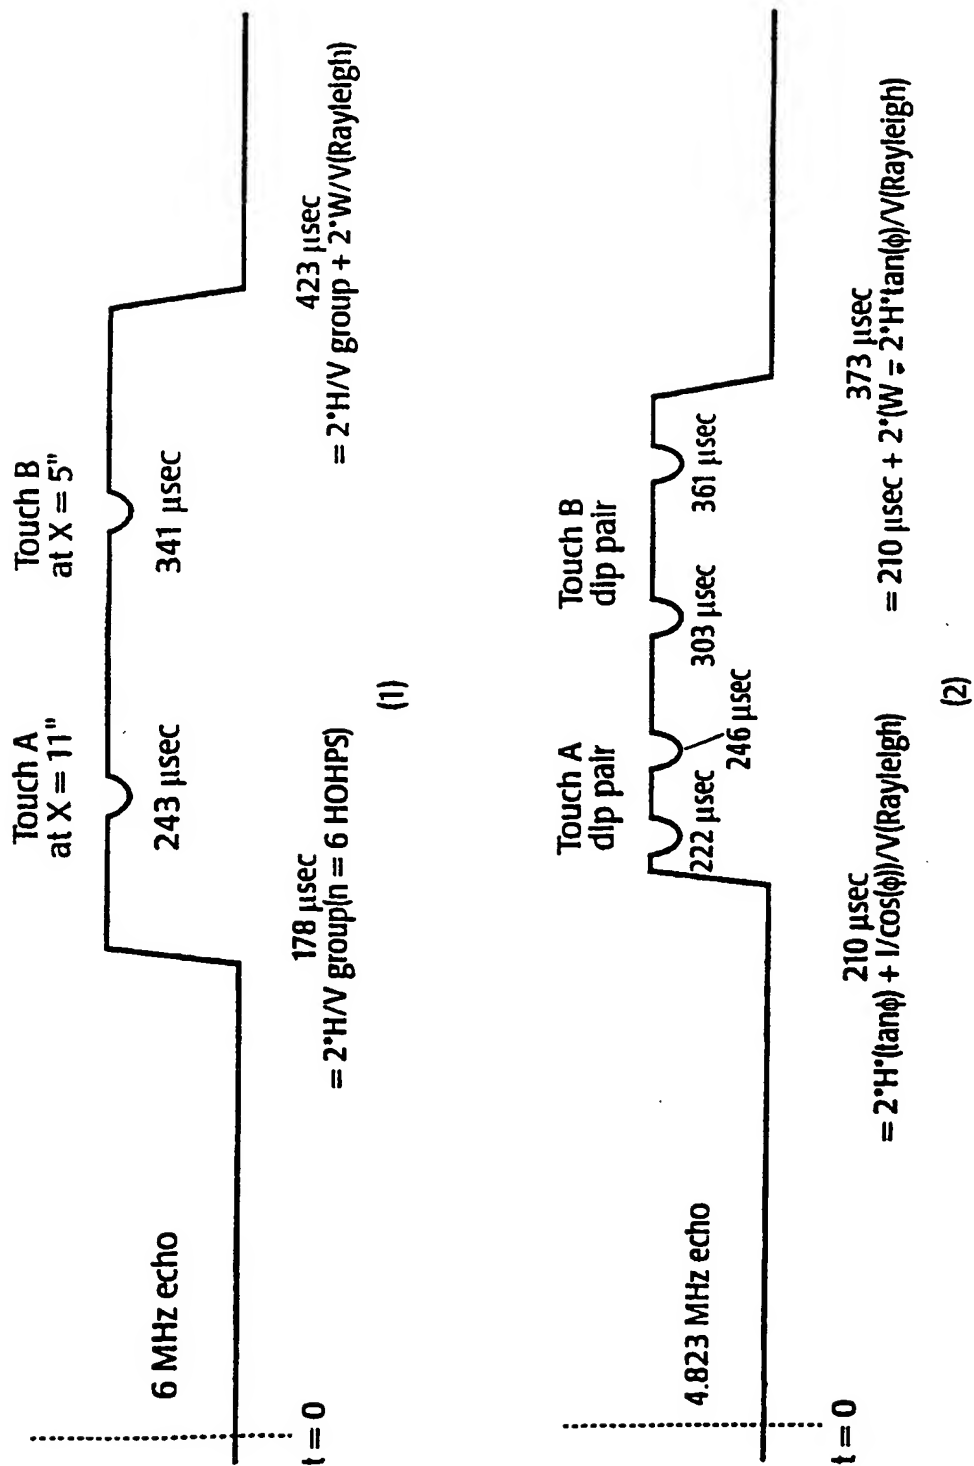 6 MHz echo
t = 0
Touch A
at X = 11"
243 μsec
Touch B
at X = 5"
341 μsec
178 μsec
= 2*H/V group(n = 6 HOHPS)
423 μsec
= 2*H/V group + 2*W/V(Rayleigh)
(1)
4.823 MHz echo
t = 0
Touch A
dip pair
222 μsec
246 μsec
Touch B
dip pair
303 μsec
361 μsec
210 μsec
= 2*H*(tanϕ) + I/cos(ϕ))/V(Rayleigh)
373 μsec
= 210 μsec + 2*(W - 2*H*tan(ϕ)/V(Rayleigh)
(2)